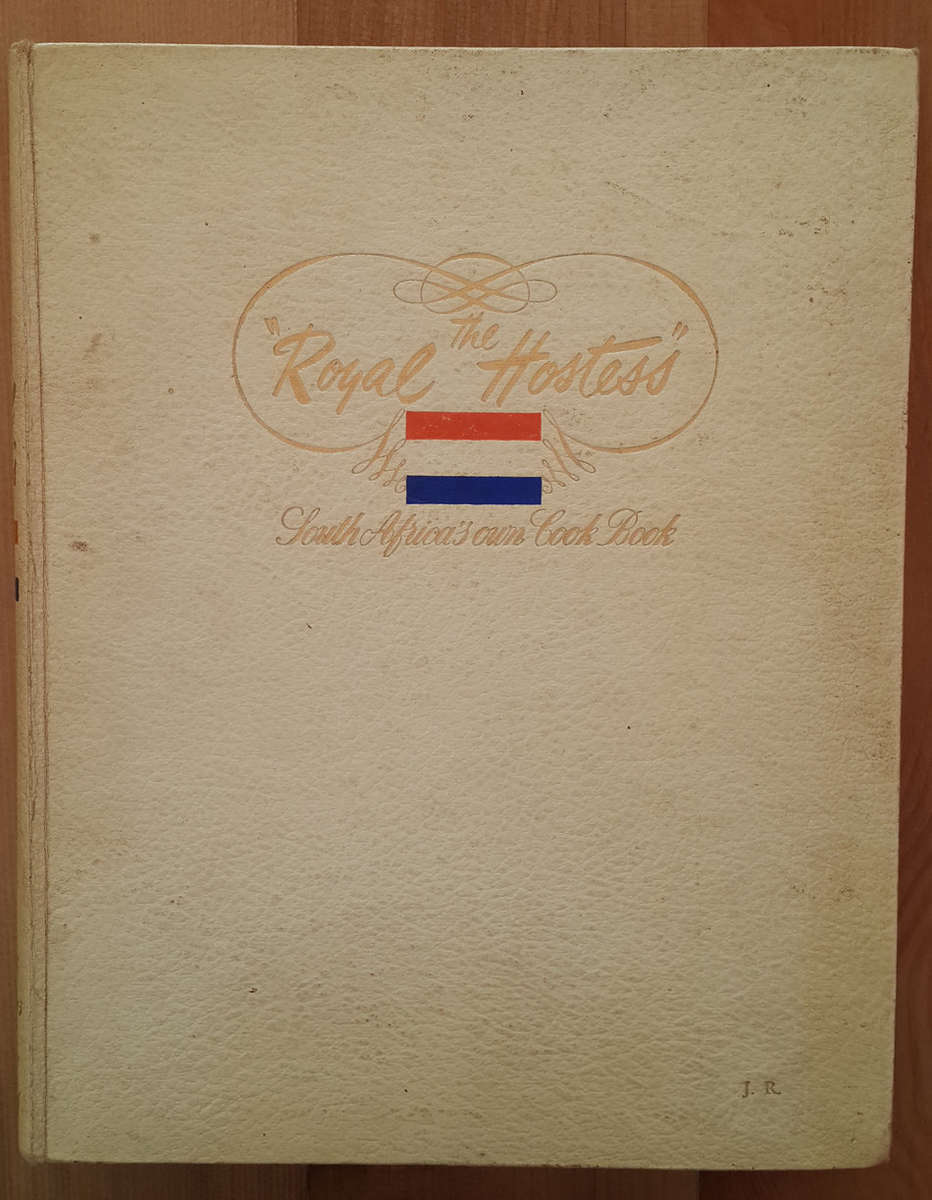 the
"Royal Hostess"
South Africa's own Cook Book
J. R.